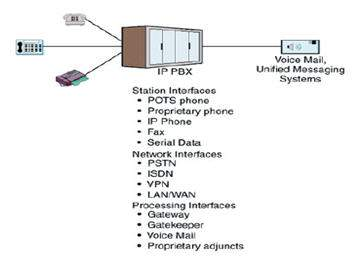 IP PBX
Voice Mail,
Unified Messaging
Systems
Station Interfaces
• POTS phone
• Proprietary phone
• IP Phone
• Fax
• Serial Data
Network Interfaces
• PSTN
• ISDN
• VPN
• LAN/WAN
Processing Interfaces
• Gateway
• Gatekeeper
• Voice Mail
• Proprietary adjuncts